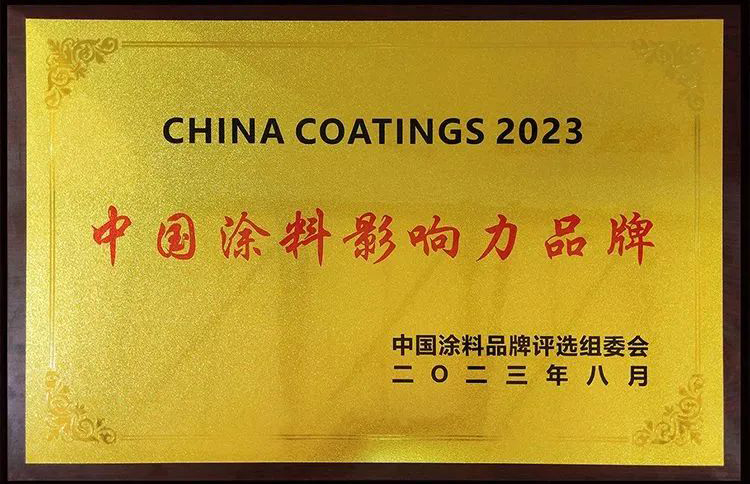 CHINA COATINGS 2023
中国涂料影响力品牌
中国涂料品牌评选组委会
二〇二三年八月